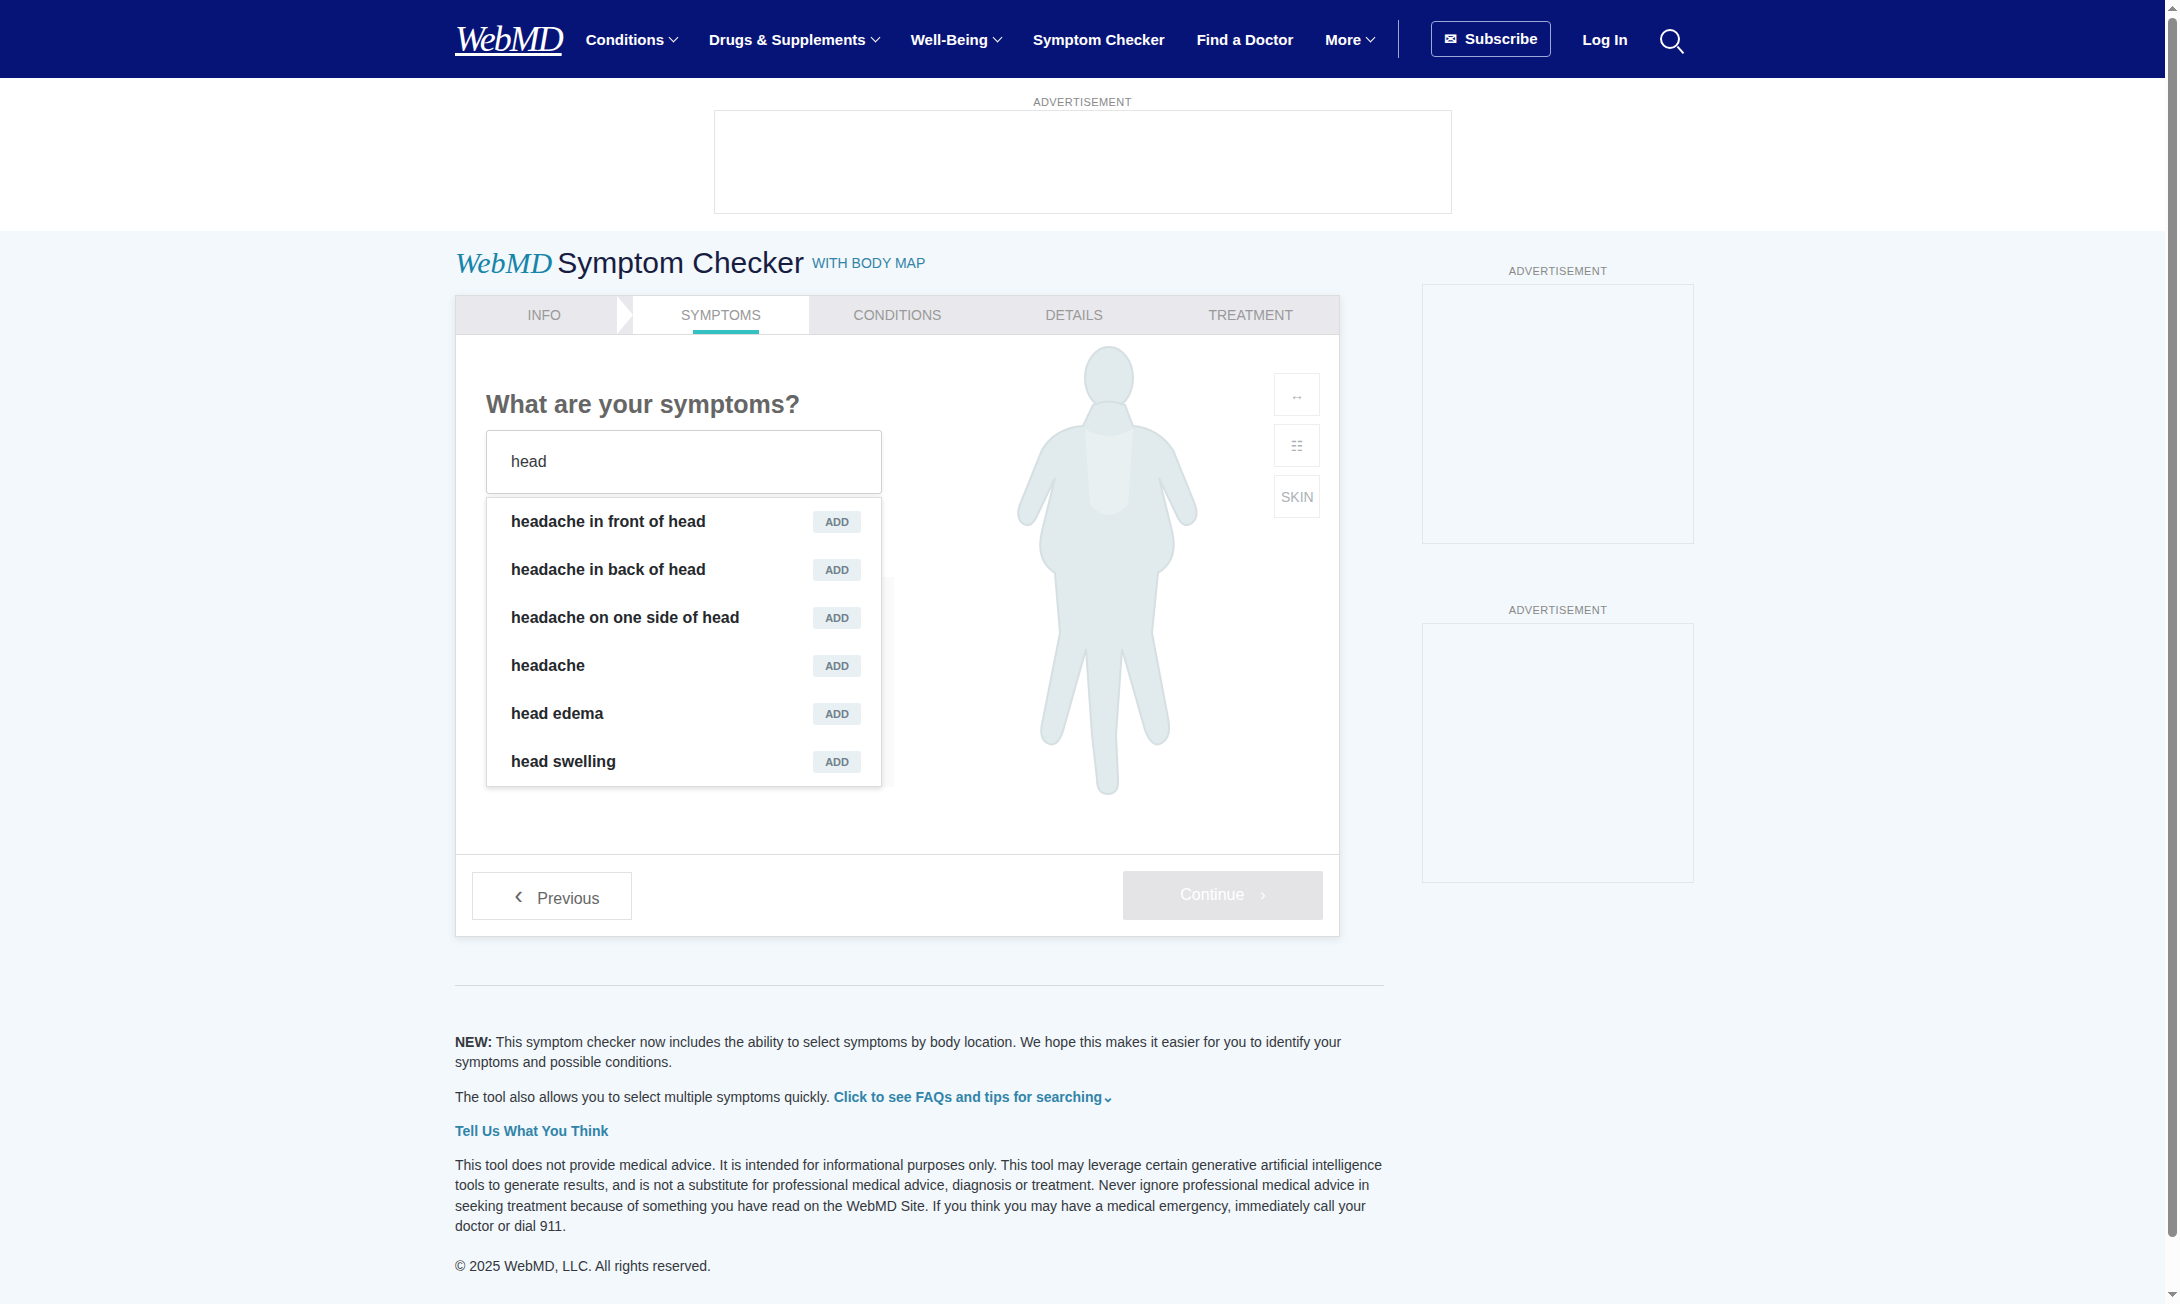 WebMD Conditions Drugs & Supplements Well-Being Symptom Checker Find a Doctor More ✉ Subscribe Log In
ADVERTISEMENT
WebMD Symptom Checker WITH BODY MAP
ADVERTISEMENT
INFO SYMPTOMS CONDITIONS DETAILS TREATMENT
What are your symptoms?
head
headache in front of head ADD
headache in back of head ADD
headache on one side of head ADD
headache ADD
head edema ADD
head swelling ADD
↔
☷
SKIN
‹ Previous
Continue ›
ADVERTISEMENT
NEW: This symptom checker now includes the ability to select symptoms by body location. We hope this makes it easier for you to identify your
symptoms and possible conditions.
The tool also allows you to select multiple symptoms quickly. Click to see FAQs and tips for searching⌄
Tell Us What You Think
This tool does not provide medical advice. It is intended for informational purposes only. This tool may leverage certain generative artificial intelligence
tools to generate results, and is not a substitute for professional medical advice, diagnosis or treatment. Never ignore professional medical advice in
seeking treatment because of something you have read on the WebMD Site. If you think you may have a medical emergency, immediately call your
doctor or dial 911.
© 2025 WebMD, LLC. All rights reserved.